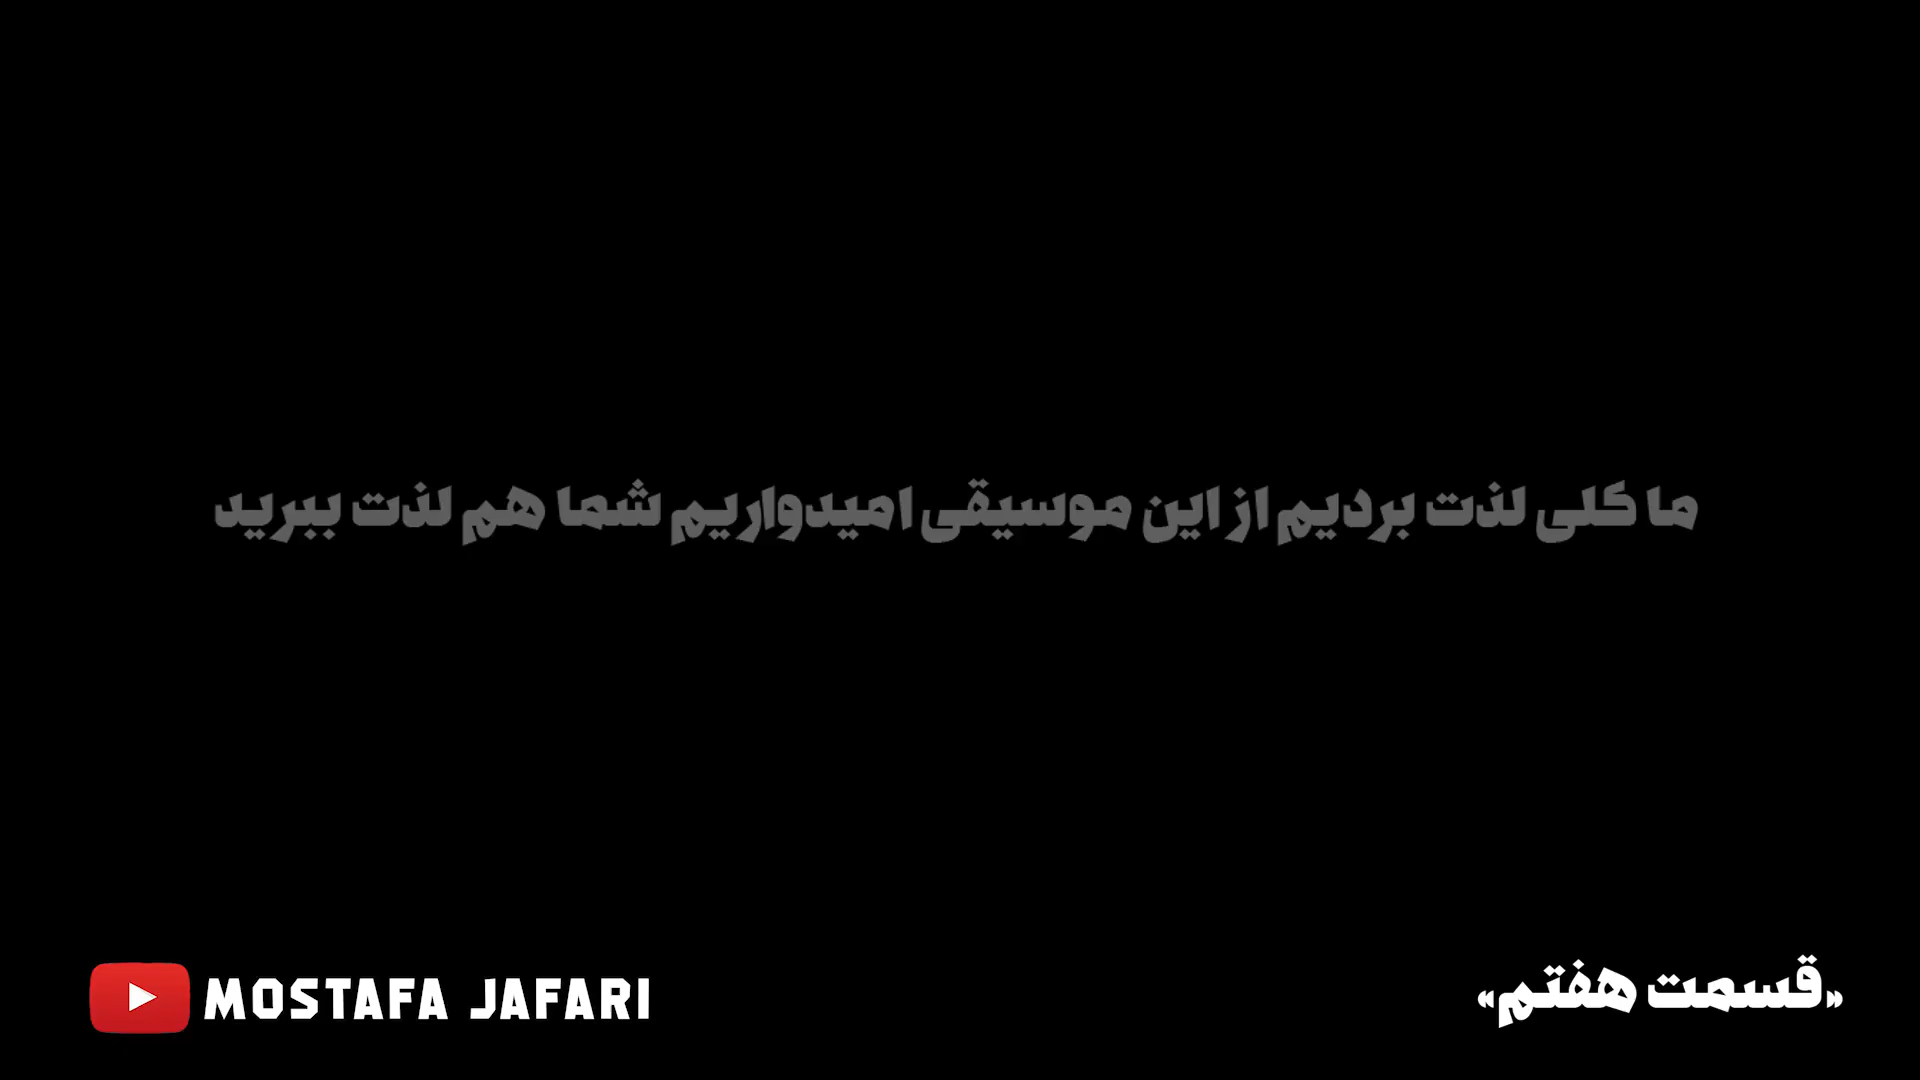 ما کلی لذت بردیم از این موسیقی امیدواریم شما هم لذت ببرید
MOSTAFA JAFARI
«قسمت هفتم»